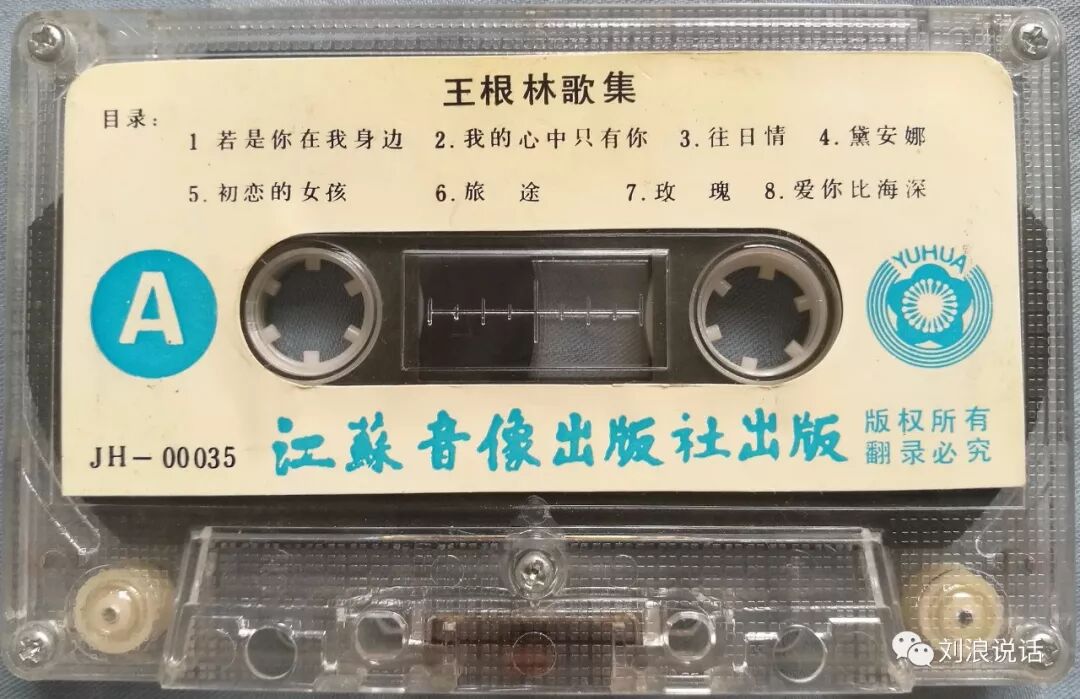 王根林歌集
目录：
1 若是你在我身边 2.我的心中只有你 3.往日情 4.黛安娜
5.初恋的女孩 6.旅 途 7.玫 瑰 8.爱你比海深
A
YUHUA
JH—00035
江蘇音像出版社出版
版权所有
翻录必究
刘浪说话